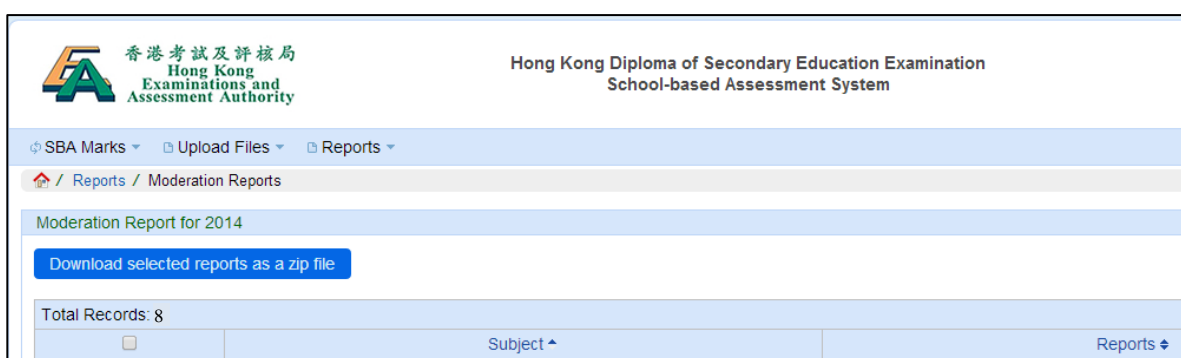 香港考試及評核局
Hong Kong
Examinations and
Assessment Authority
Hong Kong Diploma of Secondary Education Examination
School-based Assessment System
SBA Marks Upload Files Reports
/ Reports / Moderation Reports
Moderation Report for 2014
Download selected reports as a zip file
Total Records: 8
Subject Reports